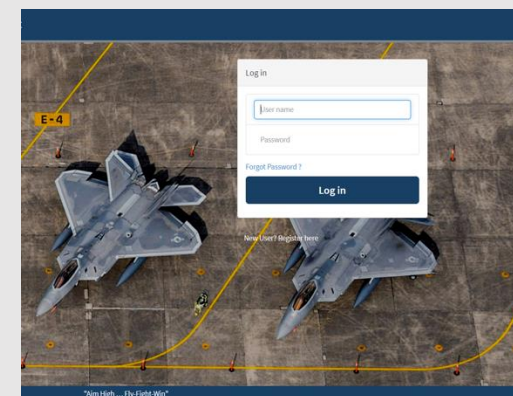 Log in
E-4
User name
Password
Forgot Password ?
Log in
New User? Register here
"Aim High ... Fly-Fight-Win"